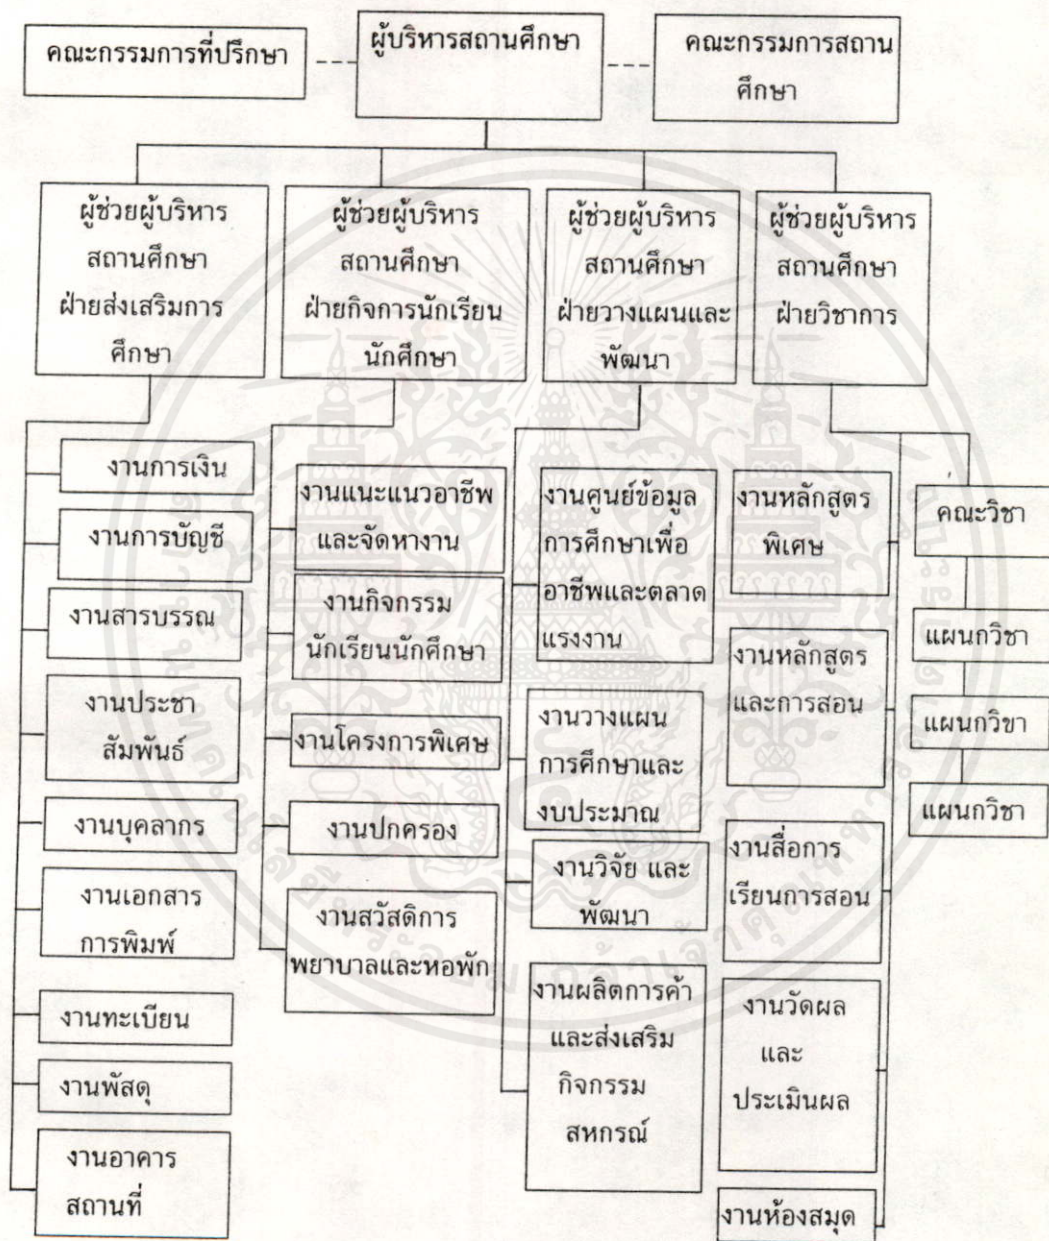 คณะกรรมการที่ปรึกษา
ผู้บริหารสถานศึกษา
คณะกรรมการสถาน
ศึกษา
ผู้ช่วยผู้บริหาร
สถานศึกษา
ฝ่ายส่งเสริมการ
ศึกษา
ผู้ช่วยผู้บริหาร
สถานศึกษา
ฝ่ายกิจการนักเรียน
นักศึกษา
ผู้ช่วยผู้บริหาร
สถานศึกษา
ฝ่ายวางแผนและ
พัฒนา
ผู้ช่วยผู้บริหาร
สถานศึกษา
ฝ่ายวิชาการ
งานการเงิน
งานการบัญชี
งานสารบรรณ
งานประชา
สัมพันธ์
งานบุคลากร
งานเอกสาร
การพิมพ์
งานทะเบียน
งานพัสดุ
งานอาคาร
สถานที่
งานแนะแนวอาชีพ
และจัดหางาน
งานกิจกรรม
นักเรียนนักศึกษา
งานโครงการพิเศษ
งานปกครอง
งานสวัสดิการ
พยาบาลและหอพัก
งานศูนย์ข้อมูล
การศึกษาเพื่อ
อาชีพและตลาด
แรงงาน
งานวางแผน
การศึกษาและ
งบประมาณ
งานวิจัย และ
พัฒนา
งานผลิตการค้า
และส่งเสริม
กิจกรรม
สหกรณ์
งานหลักสูตร
พิเศษ
งานหลักสูตร
และการสอน
งานสื่อการ
เรียนการสอน
งานวัดผล
และ
ประเมินผล
งานห้องสมุด
คณะวิชา
แผนกวิชา
แผนกวิขา
แผนกวิชา